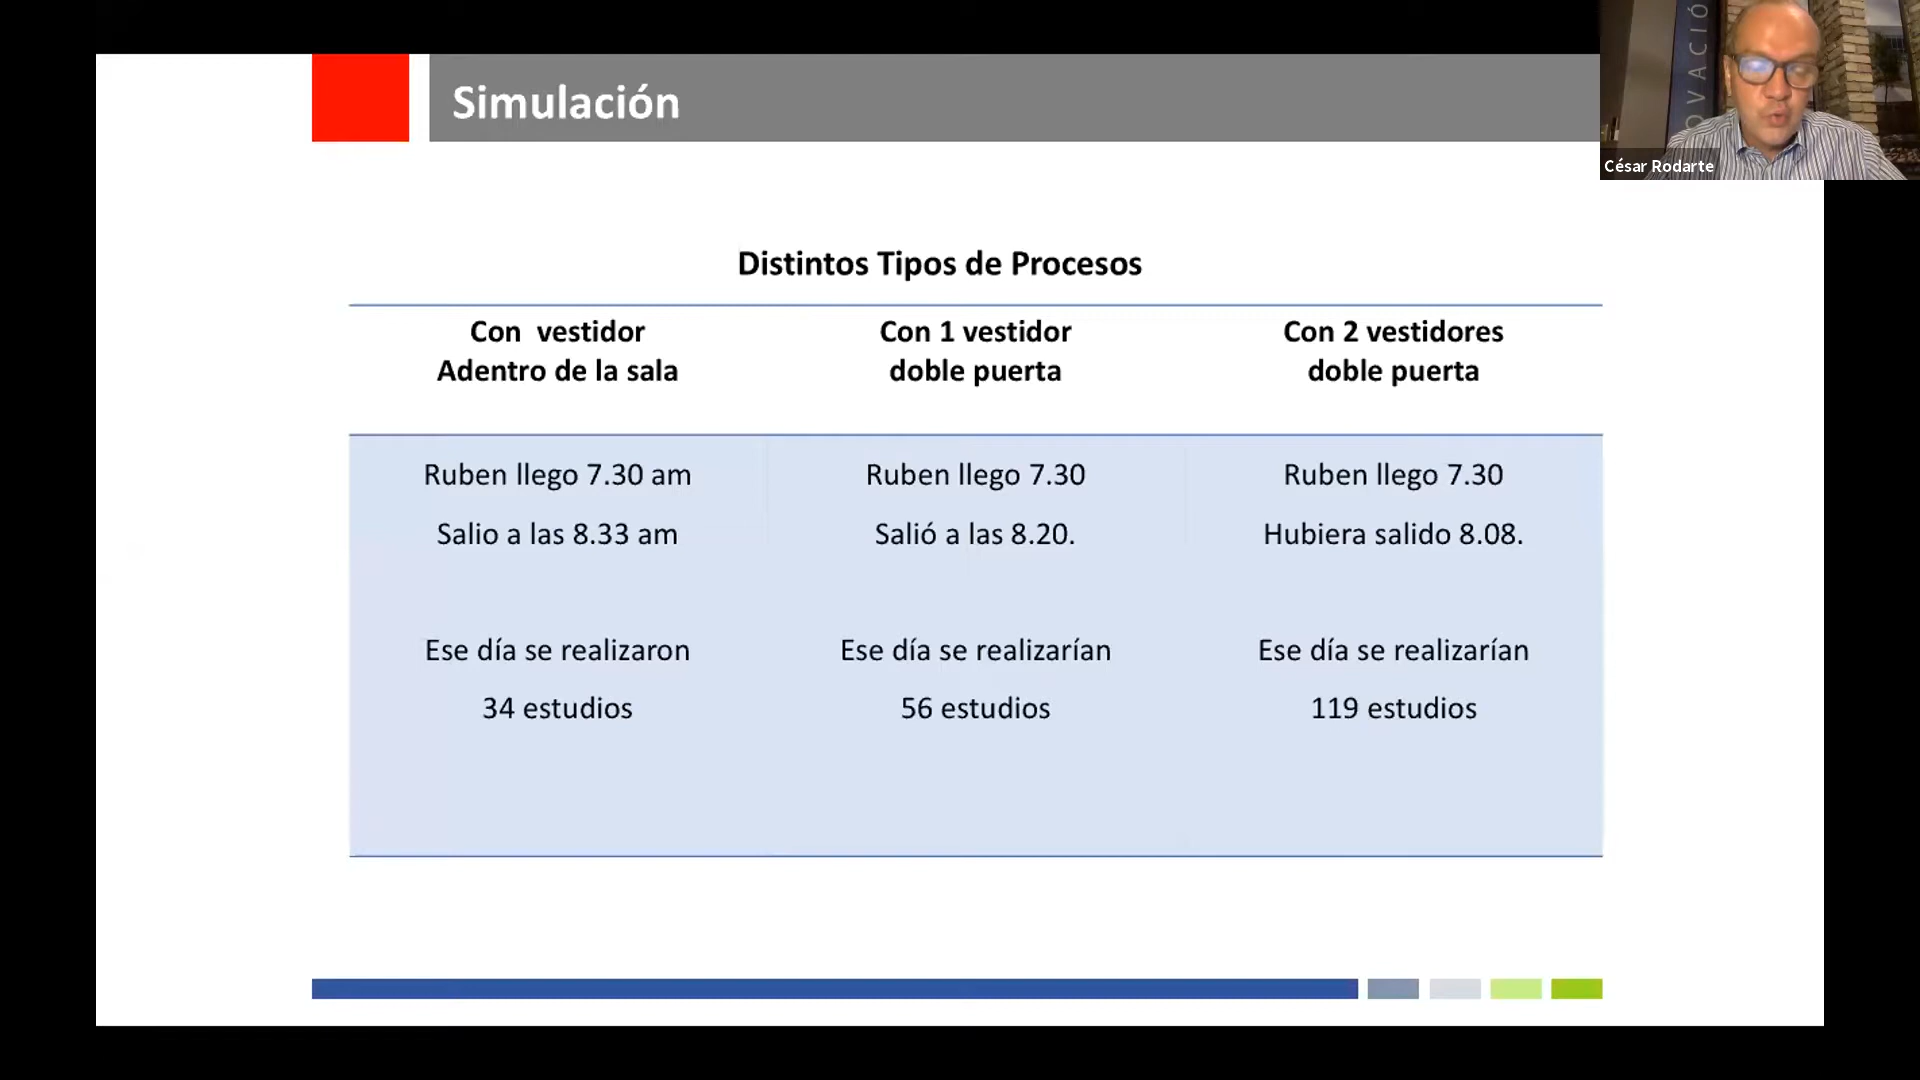 Simulación
OVACIÓ
César Rodarte
Distintos Tipos de Procesos
Con vestidor
Adentro de la sala
Con 1 vestidor
doble puerta
Con 2 vestidores
doble puerta
Ruben llego 7.30 am
Salio a las 8.33 am
Ese día se realizaron
34 estudios
Ruben llego 7.30
Salió a las 8.20.
Ese día se realizarían
56 estudios
Ruben llego 7.30
Hubiera salido 8.08.
Ese día se realizarían
119 estudios